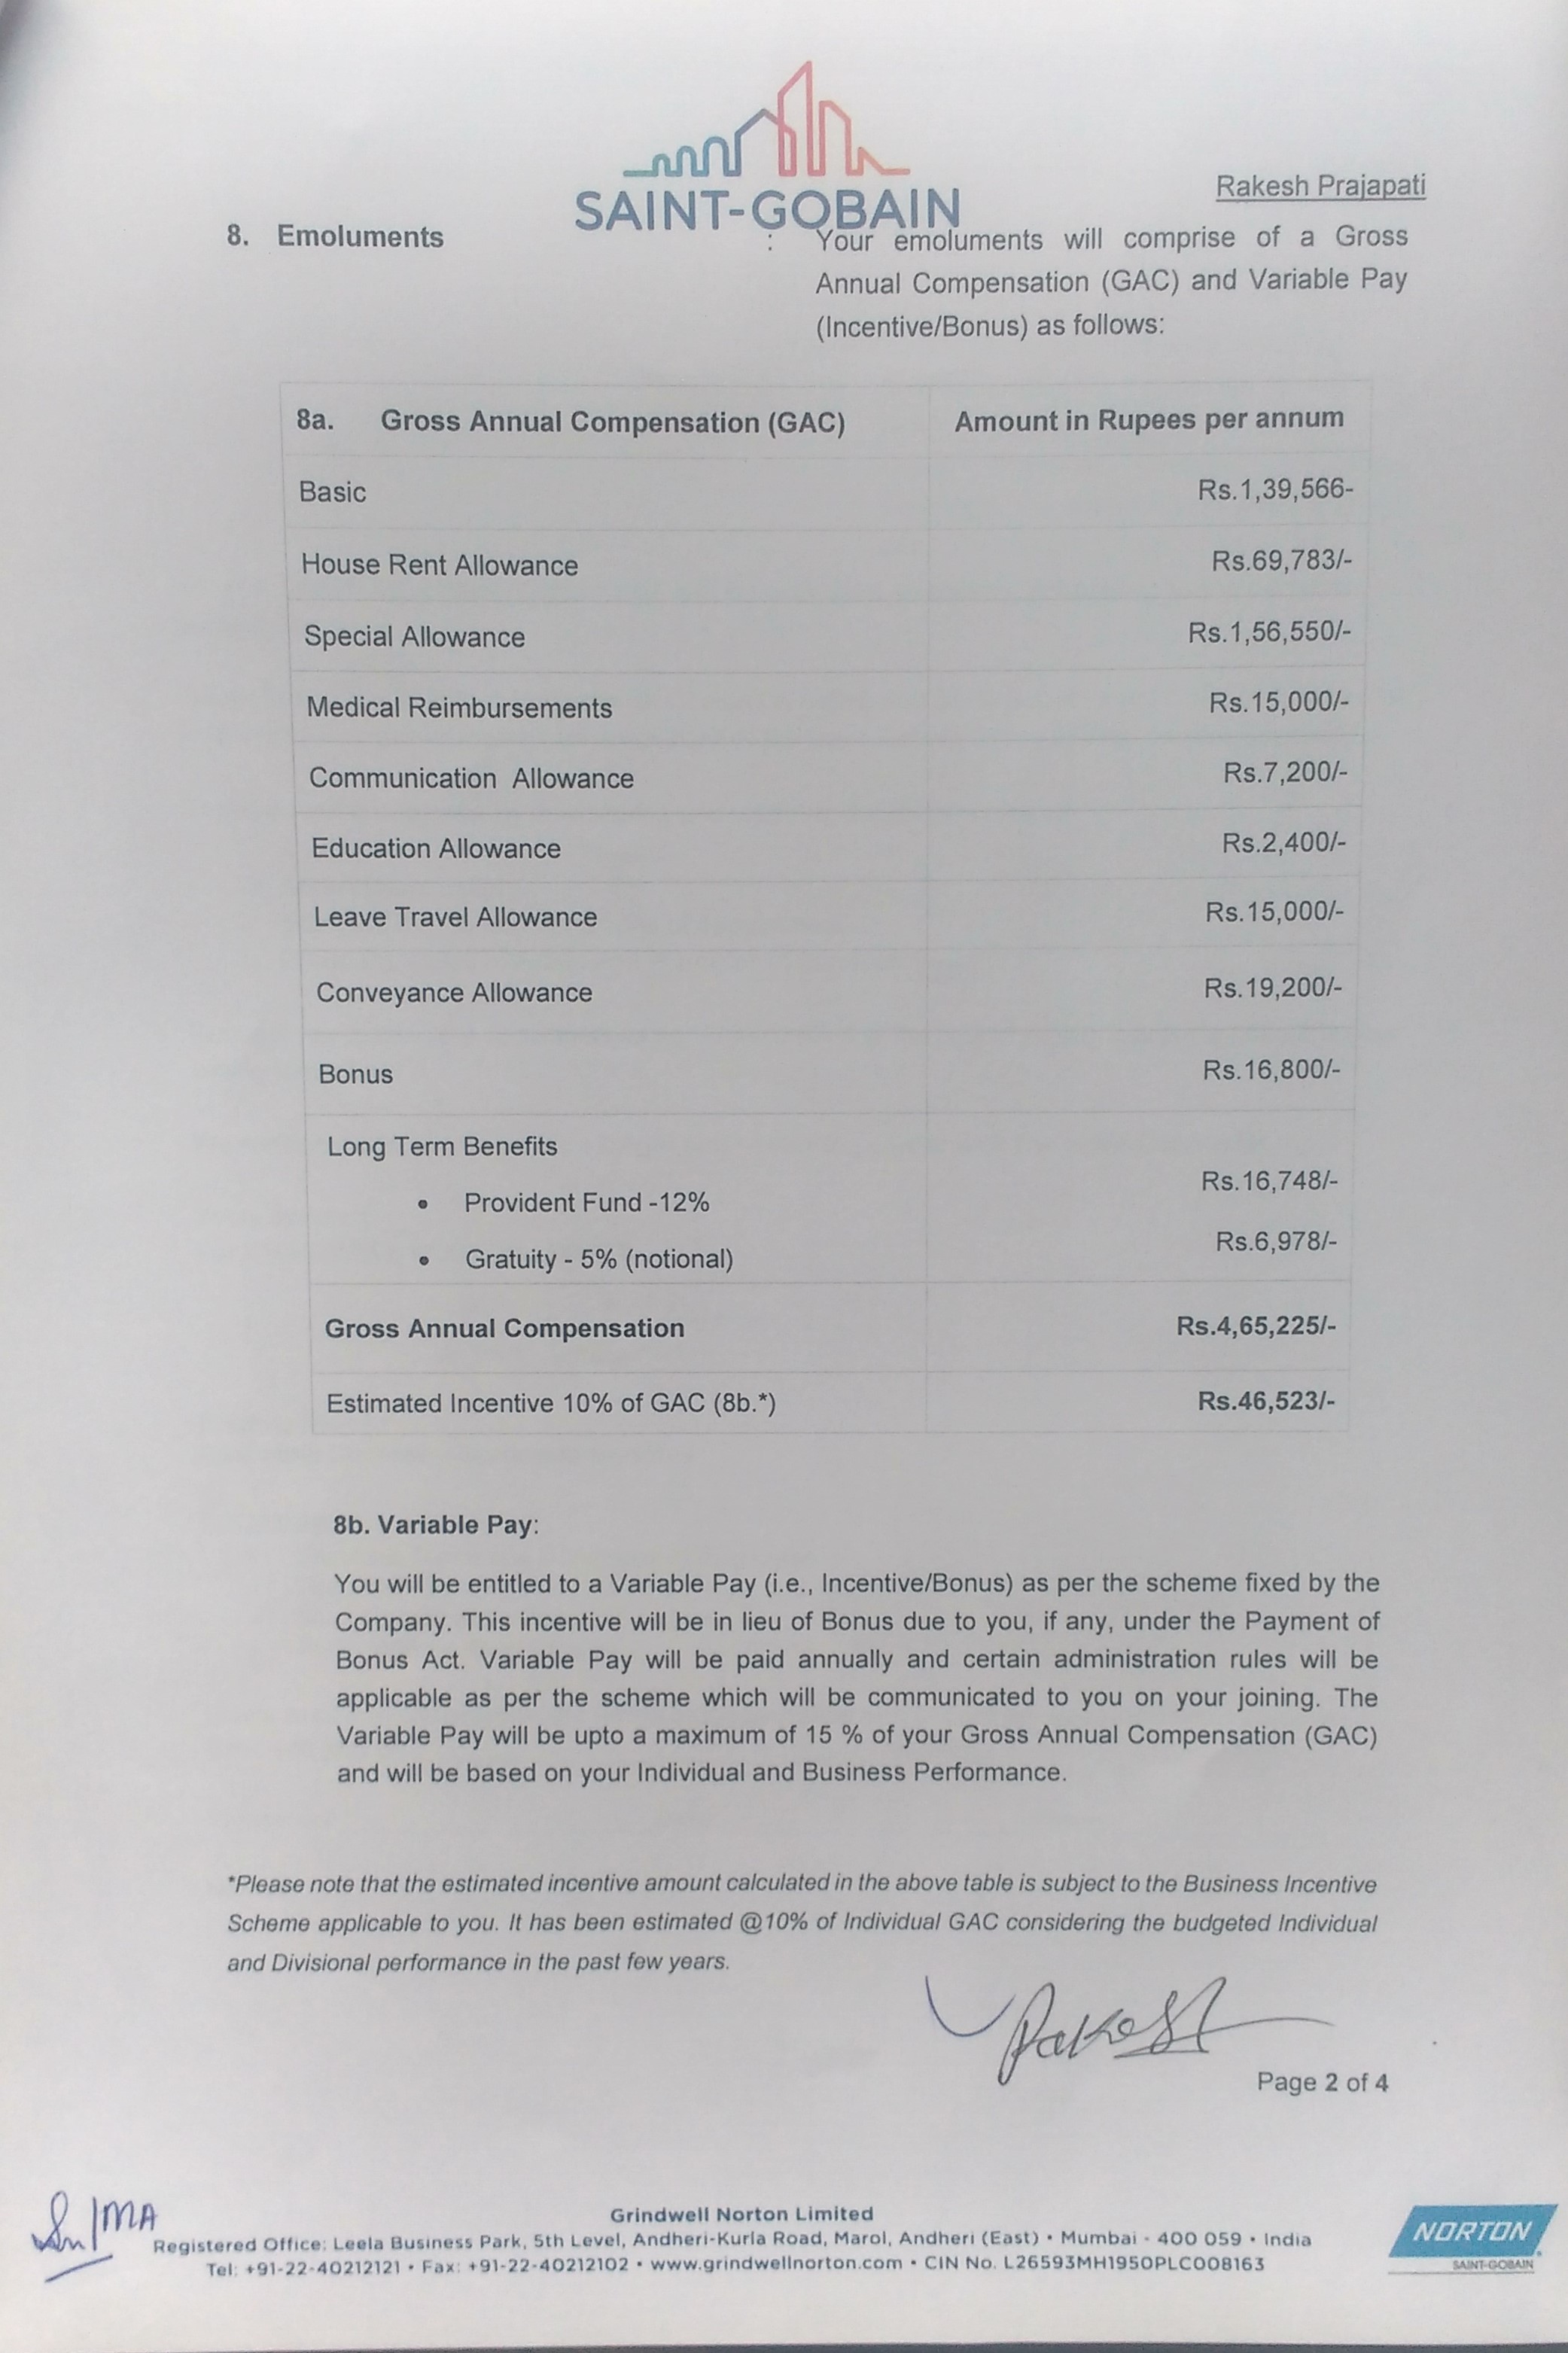 SAINT-GOBAIN
Rakesh Prajapati
8. Emoluments : Your emoluments will comprise of a Gross
Annual Compensation (GAC) and Variable Pay
(Incentive/Bonus) as follows:
8a. Gross Annual Compensation (GAC) Amount in Rupees per annum
Basic Rs.1,39,566-
House Rent Allowance Rs.69,783/-
Special Allowance Rs.1,56,550/-
Medical Reimbursements Rs.15,000/-
Communication Allowance Rs.7,200/-
Education Allowance Rs.2,400/-
Leave Travel Allowance Rs.15,000/-
Conveyance Allowance Rs.19,200/-
Bonus Rs.16,800/-
Long Term Benefits
• Provident Fund -12% Rs.16,748/-
• Gratuity - 5% (notional) Rs.6,978/-
Gross Annual Compensation Rs.4,65,225/-
Estimated Incentive 10% of GAC (8b.*) Rs.46,523/-
8b. Variable Pay:
You will be entitled to a Variable Pay (i.e., Incentive/Bonus) as per the scheme fixed by the
Company. This incentive will be in lieu of Bonus due to you, if any, under the Payment of
Bonus Act. Variable Pay will be paid annually and certain administration rules will be
applicable as per the scheme which will be communicated to you on your joining. The
Variable Pay will be upto a maximum of 15 % of your Gross Annual Compensation (GAC)
and will be based on your Individual and Business Performance.
*Please note that the estimated incentive amount calculated in the above table is subject to the Business Incentive
Scheme applicable to you. It has been estimated @10% of Individual GAC considering the budgeted Individual
and Divisional performance in the past few years.
Rakesh
Page 2 of 4
MA
Grindwell Norton Limited
Registered Office: Leela Business Park, 5th Level, Andheri-Kurla Road, Marol, Andheri (East) • Mumbai - 400 059 • India
Tel: +91-22-40212121 • Fax: +91-22-40212102 • www.grindwellnorton.com • CIN No. L26593MH1950PLC008163
NORTON
SAINT-GOBAIN